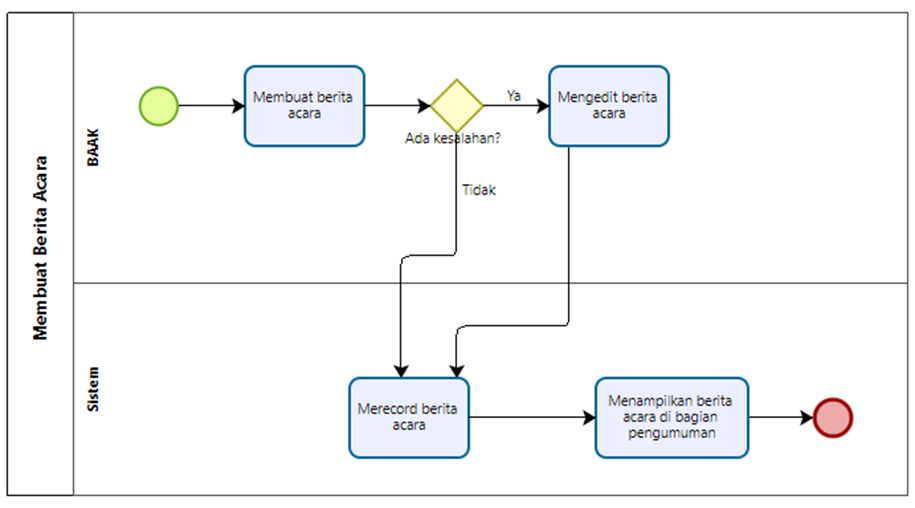 Membuat Berita Acara
BAAK
Membuat berita
acara
Ada kesalahan?
Ya
Mengedit berita
acara
Tidak
Sistem
Merecord berita
acara
Menampilkan berita
acara di bagian
pengumuman